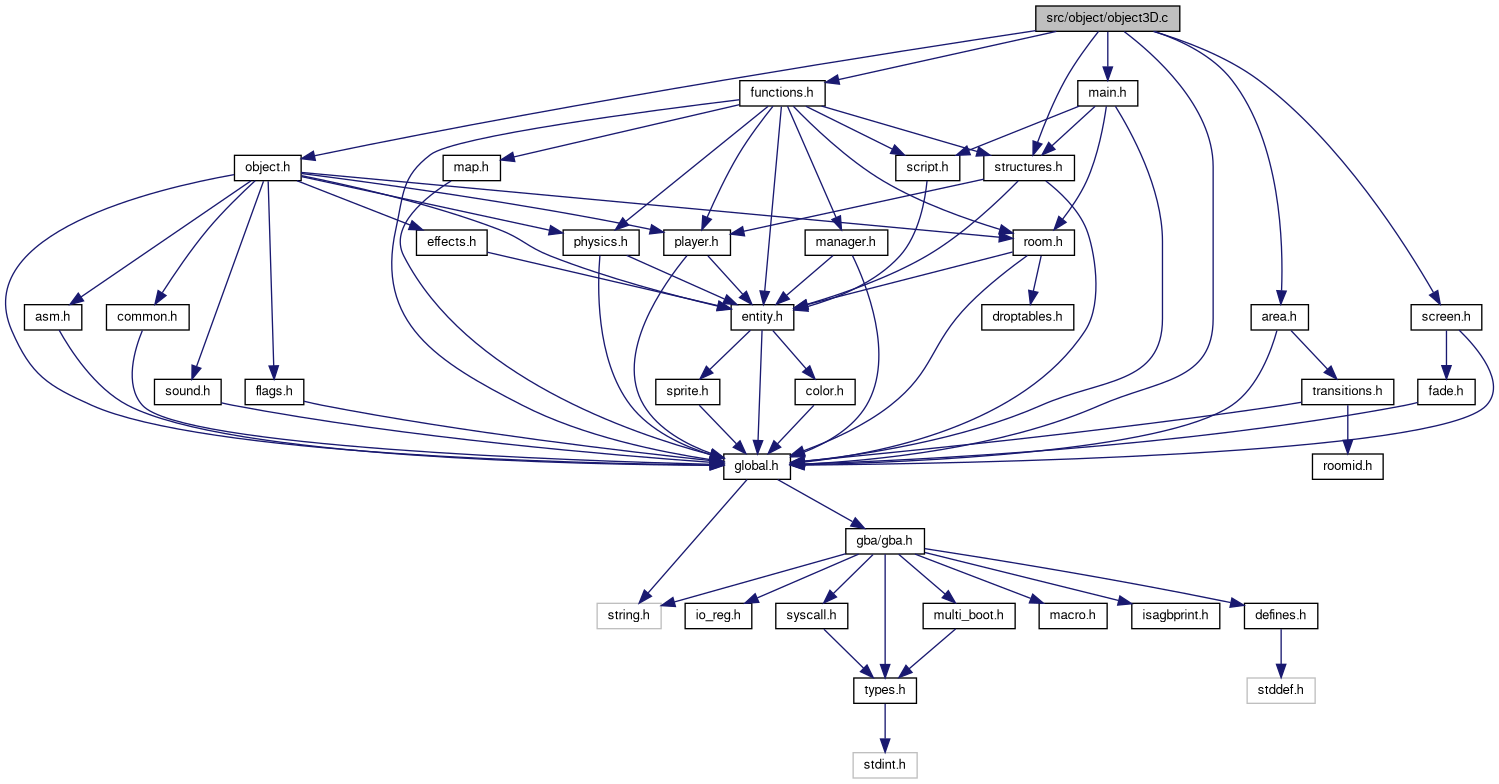 src/object/object3D.c
functions.h
main.h
object.h
map.h
script.h
structures.h
effects.h
physics.h
player.h
manager.h
room.h
asm.h
common.h
entity.h
droptables.h
area.h
screen.h
sound.h
flags.h
sprite.h
color.h
transitions.h
fade.h
global.h
roomid.h
gba/gba.h
string.h
io_reg.h
syscall.h
multi_boot.h
macro.h
isagbprint.h
defines.h
types.h
stddef.h
stdint.h